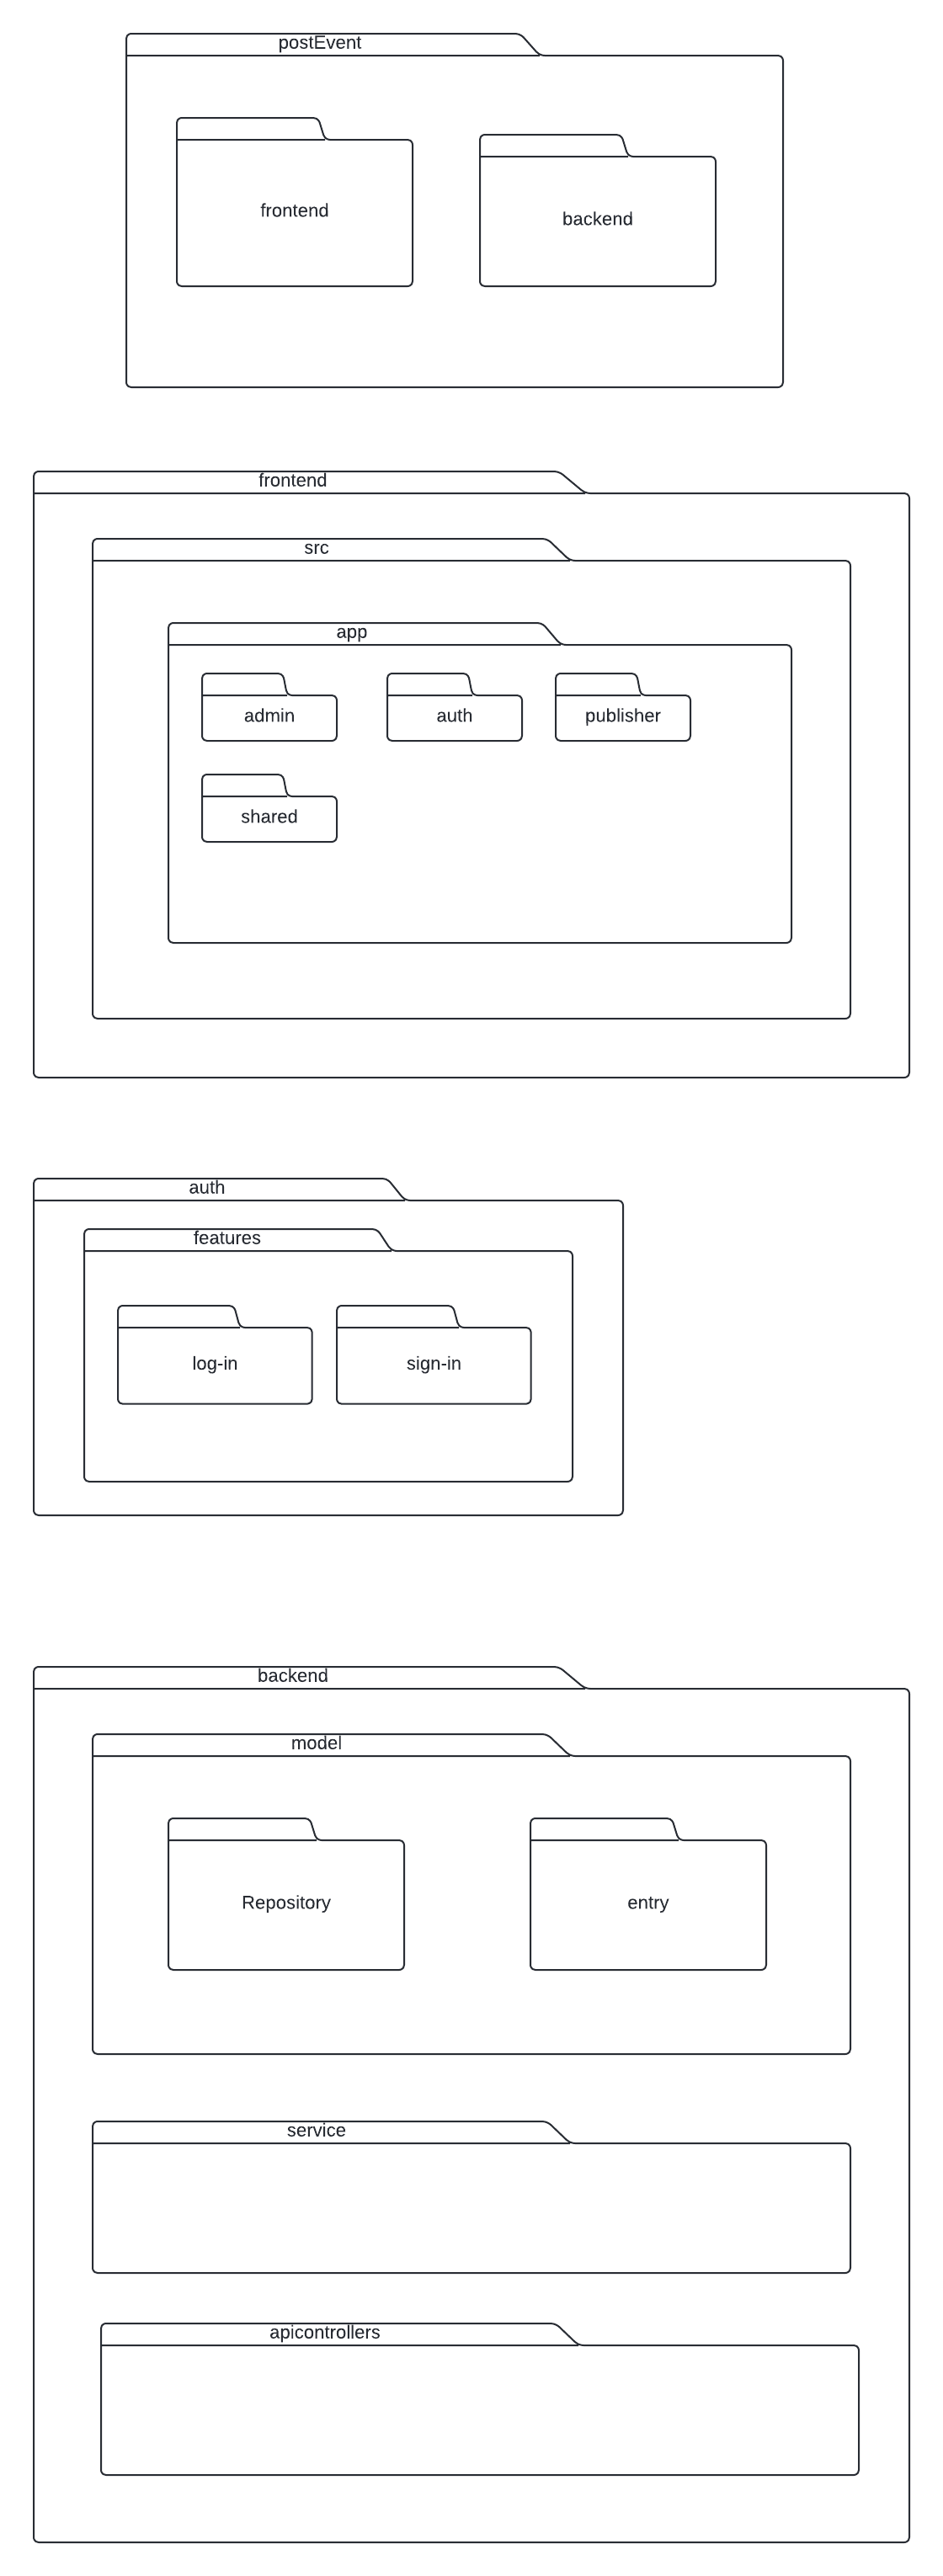 postEvent
frontend
backend
frontend
src
app
admin
auth
publisher
shared
auth
features
log-in
sign-in
backend
model
Repository
entry
service
apicontrollers